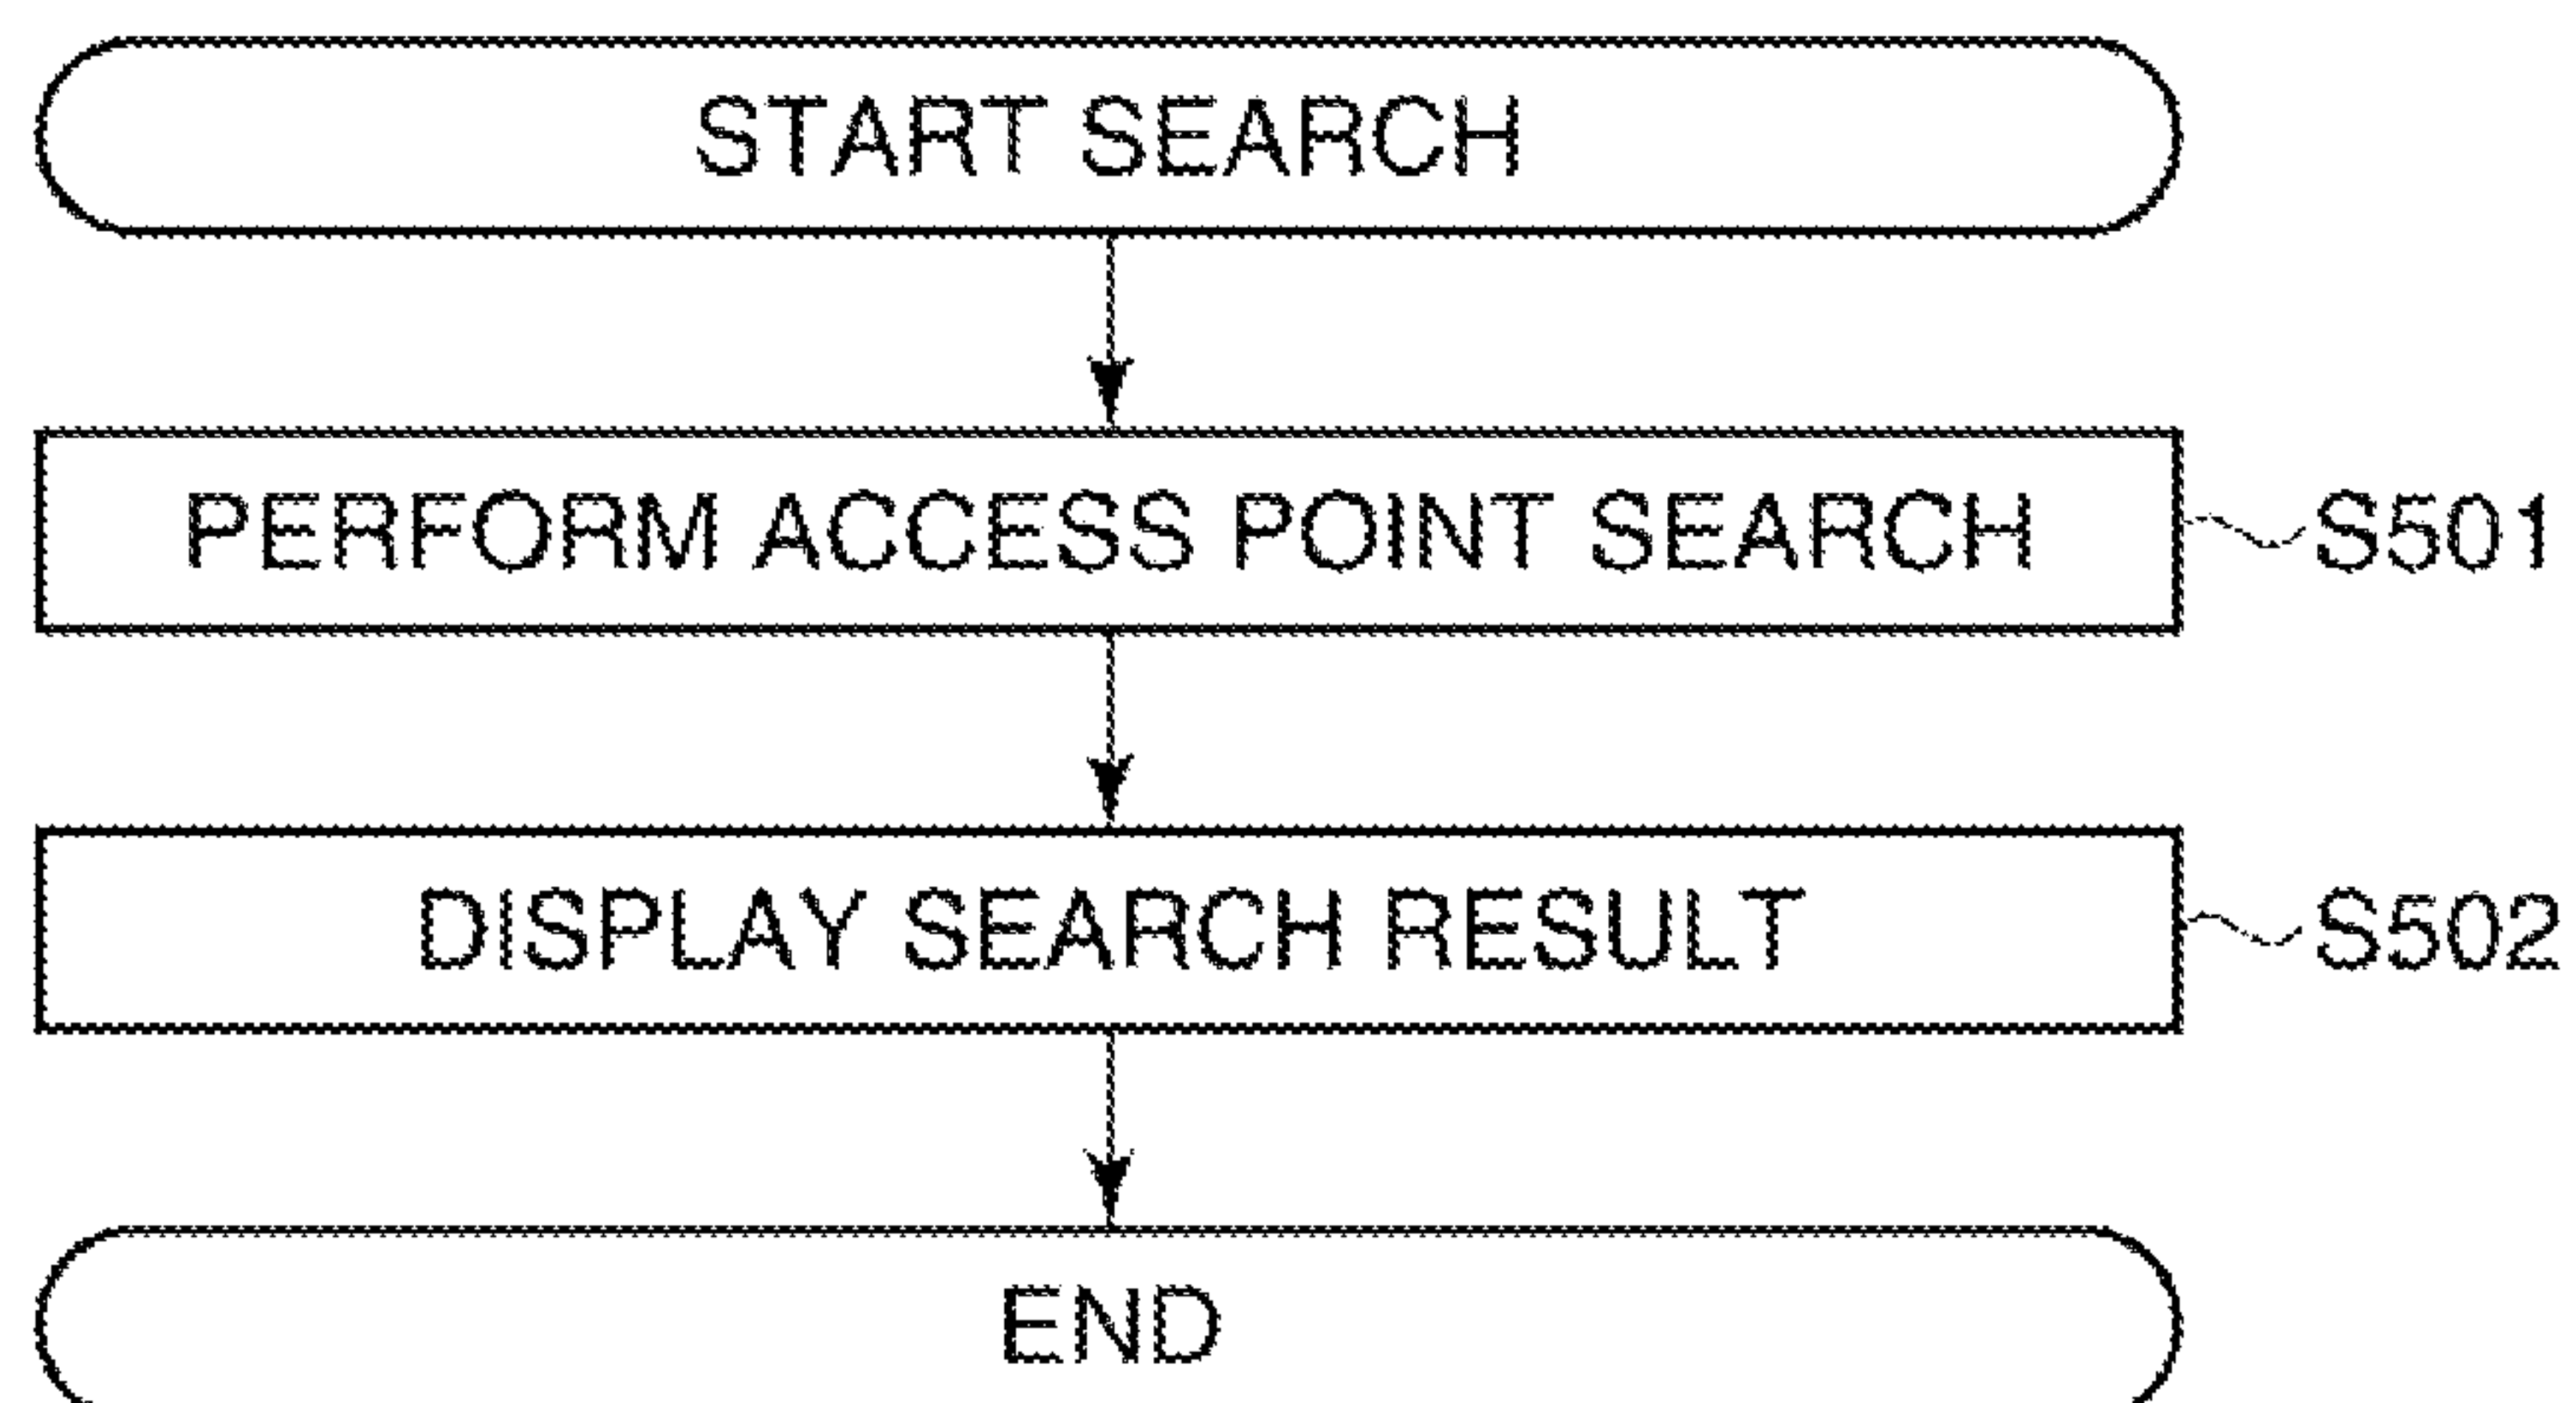 START SEARCH
PERFORM ACCESS POINT SEARCH
S501
DISPLAY SEARCH RESULT
S502
END